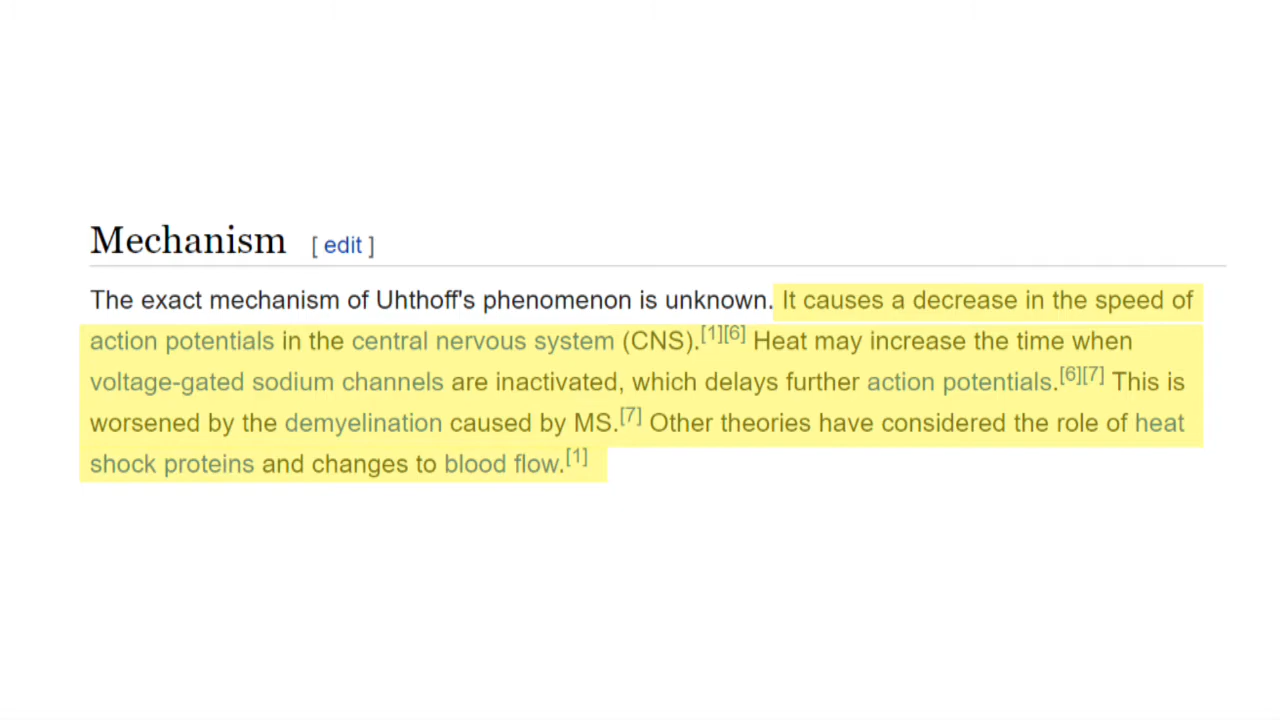 Mechanism [ edit ]
The exact mechanism of Uhthoff's phenomenon is unknown. It causes a decrease in the speed of
action potentials in the central nervous system (CNS).[1][6] Heat may increase the time when
voltage-gated sodium channels are inactivated, which delays further action potentials.[6][7] This is
worsened by the demyelination caused by MS.[7] Other theories have considered the role of heat
shock proteins and changes to blood flow.[1]